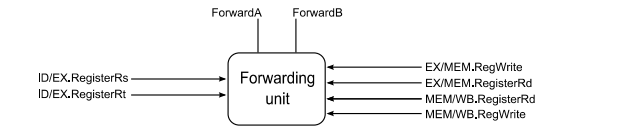 ForwardA ForwardB
ID/EX.RegisterRs
ID/EX.RegisterRt
Forwarding
unit
EX/MEM.RegWrite
EX/MEM.RegisterRd
MEM/WB.RegisterRd
MEM/WB.RegWrite